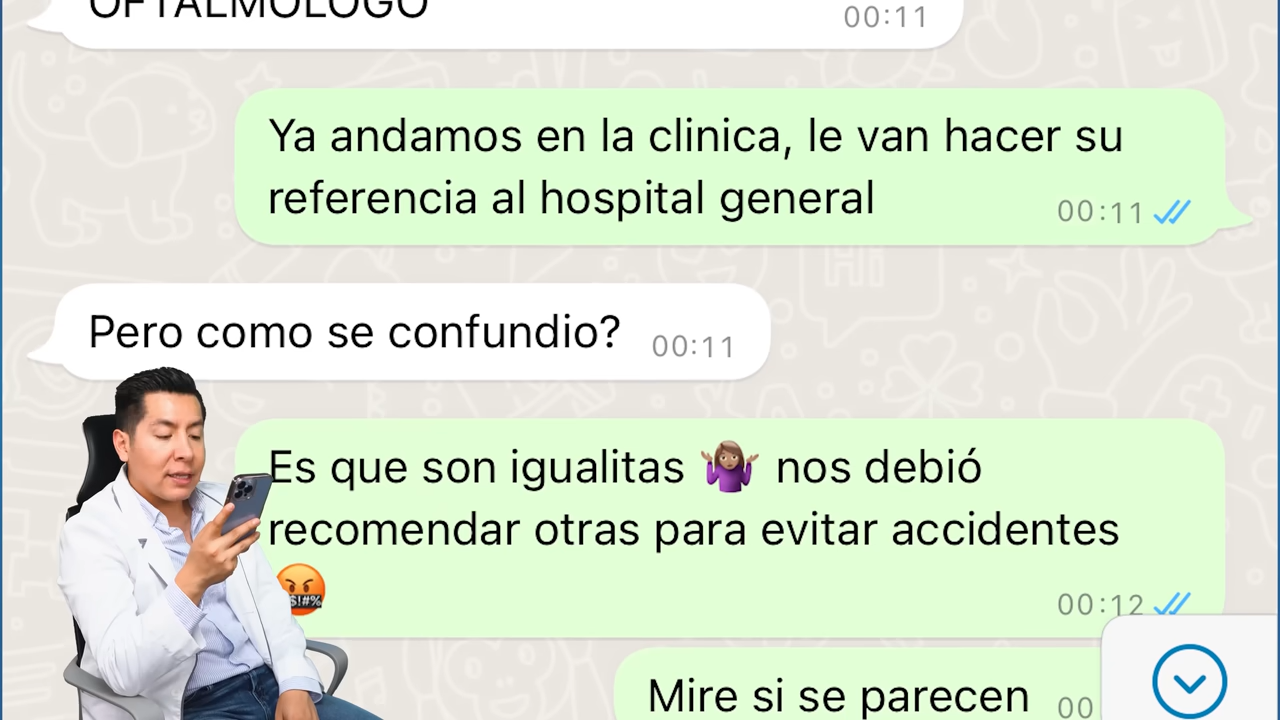 OFTALMOLOGO
00:11
Ya andamos en la clinica, le van hacer su
referencia al hospital general
00:11
Pero como se confundio? 00:11
Es que son igualitas 🤷🏽‍♀️ nos debió
recomendar otras para evitar accidentes
🤬
00:12
Mire si se parecen 00